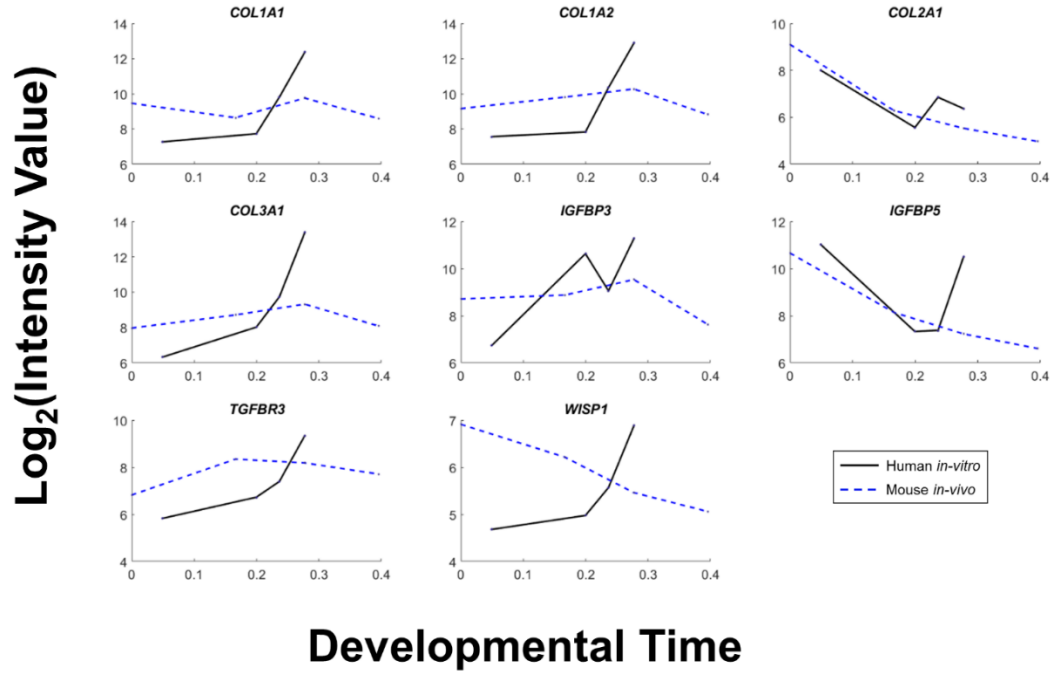 Log2(Intensity Value)
COL1A1
14
12
10
8
6
0 0.1 0.2 0.3 0.4
COL1A2
14
12
10
8
6
0 0.1 0.2 0.3 0.4
COL2A1
10
8
6
4
0 0.1 0.2 0.3 0.4
COL3A1
14
12
10
8
6
0 0.1 0.2 0.3 0.4
IGFBP3
12
10
8
6
0 0.1 0.2 0.3 0.4
IGFBP5
12
10
8
6
0 0.1 0.2 0.3 0.4
TGFBR3
10
8
6
4
0 0.1 0.2 0.3 0.4
WISP1
7
6
5
4
0 0.1 0.2 0.3 0.4
Human in-vitro
Mouse in-vivo
Developmental Time